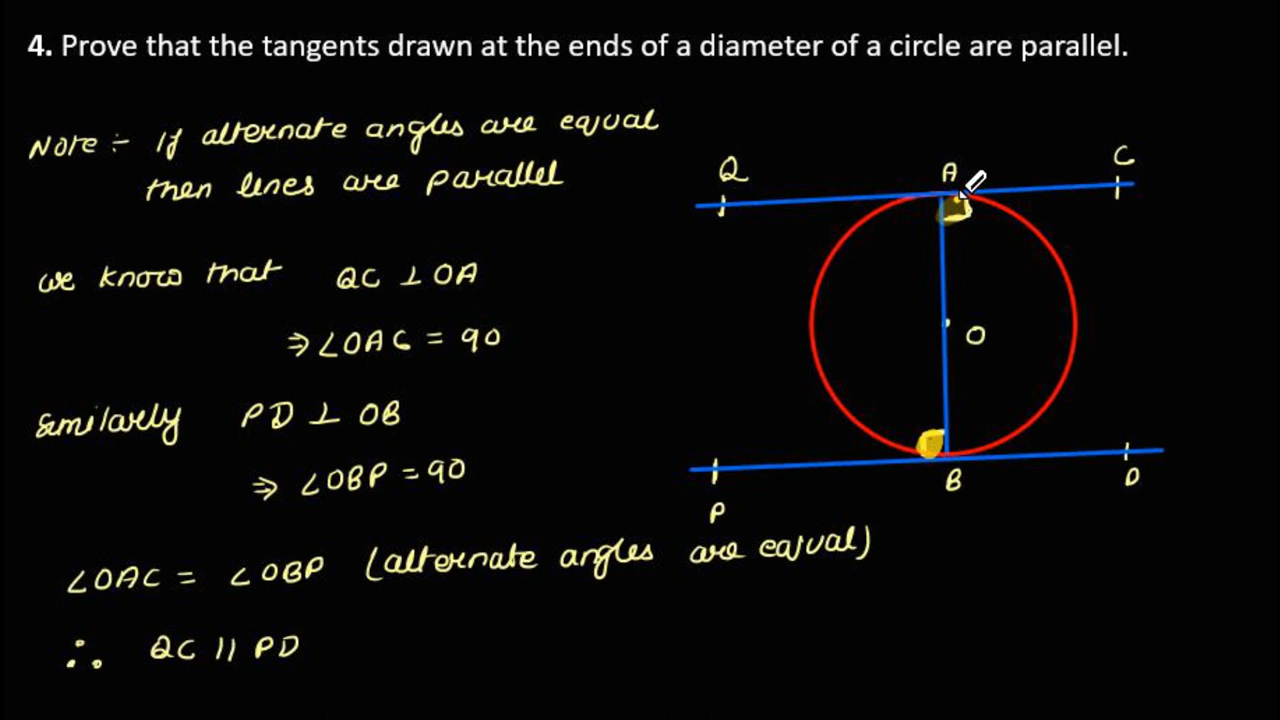 4. Prove that the tangents drawn at the ends of a diameter of a circle are parallel.
Note :- If alternate angles are equal
then lines are parallel
we know that QC ⊥ OA
⇒ ∠OAC = 90
Similarly PD ⊥ OB
⇒ ∠OBP = 90
∠OAC = ∠OBP (alternate angles are equal)
∴ QC || PD
Q A C
O
P B D